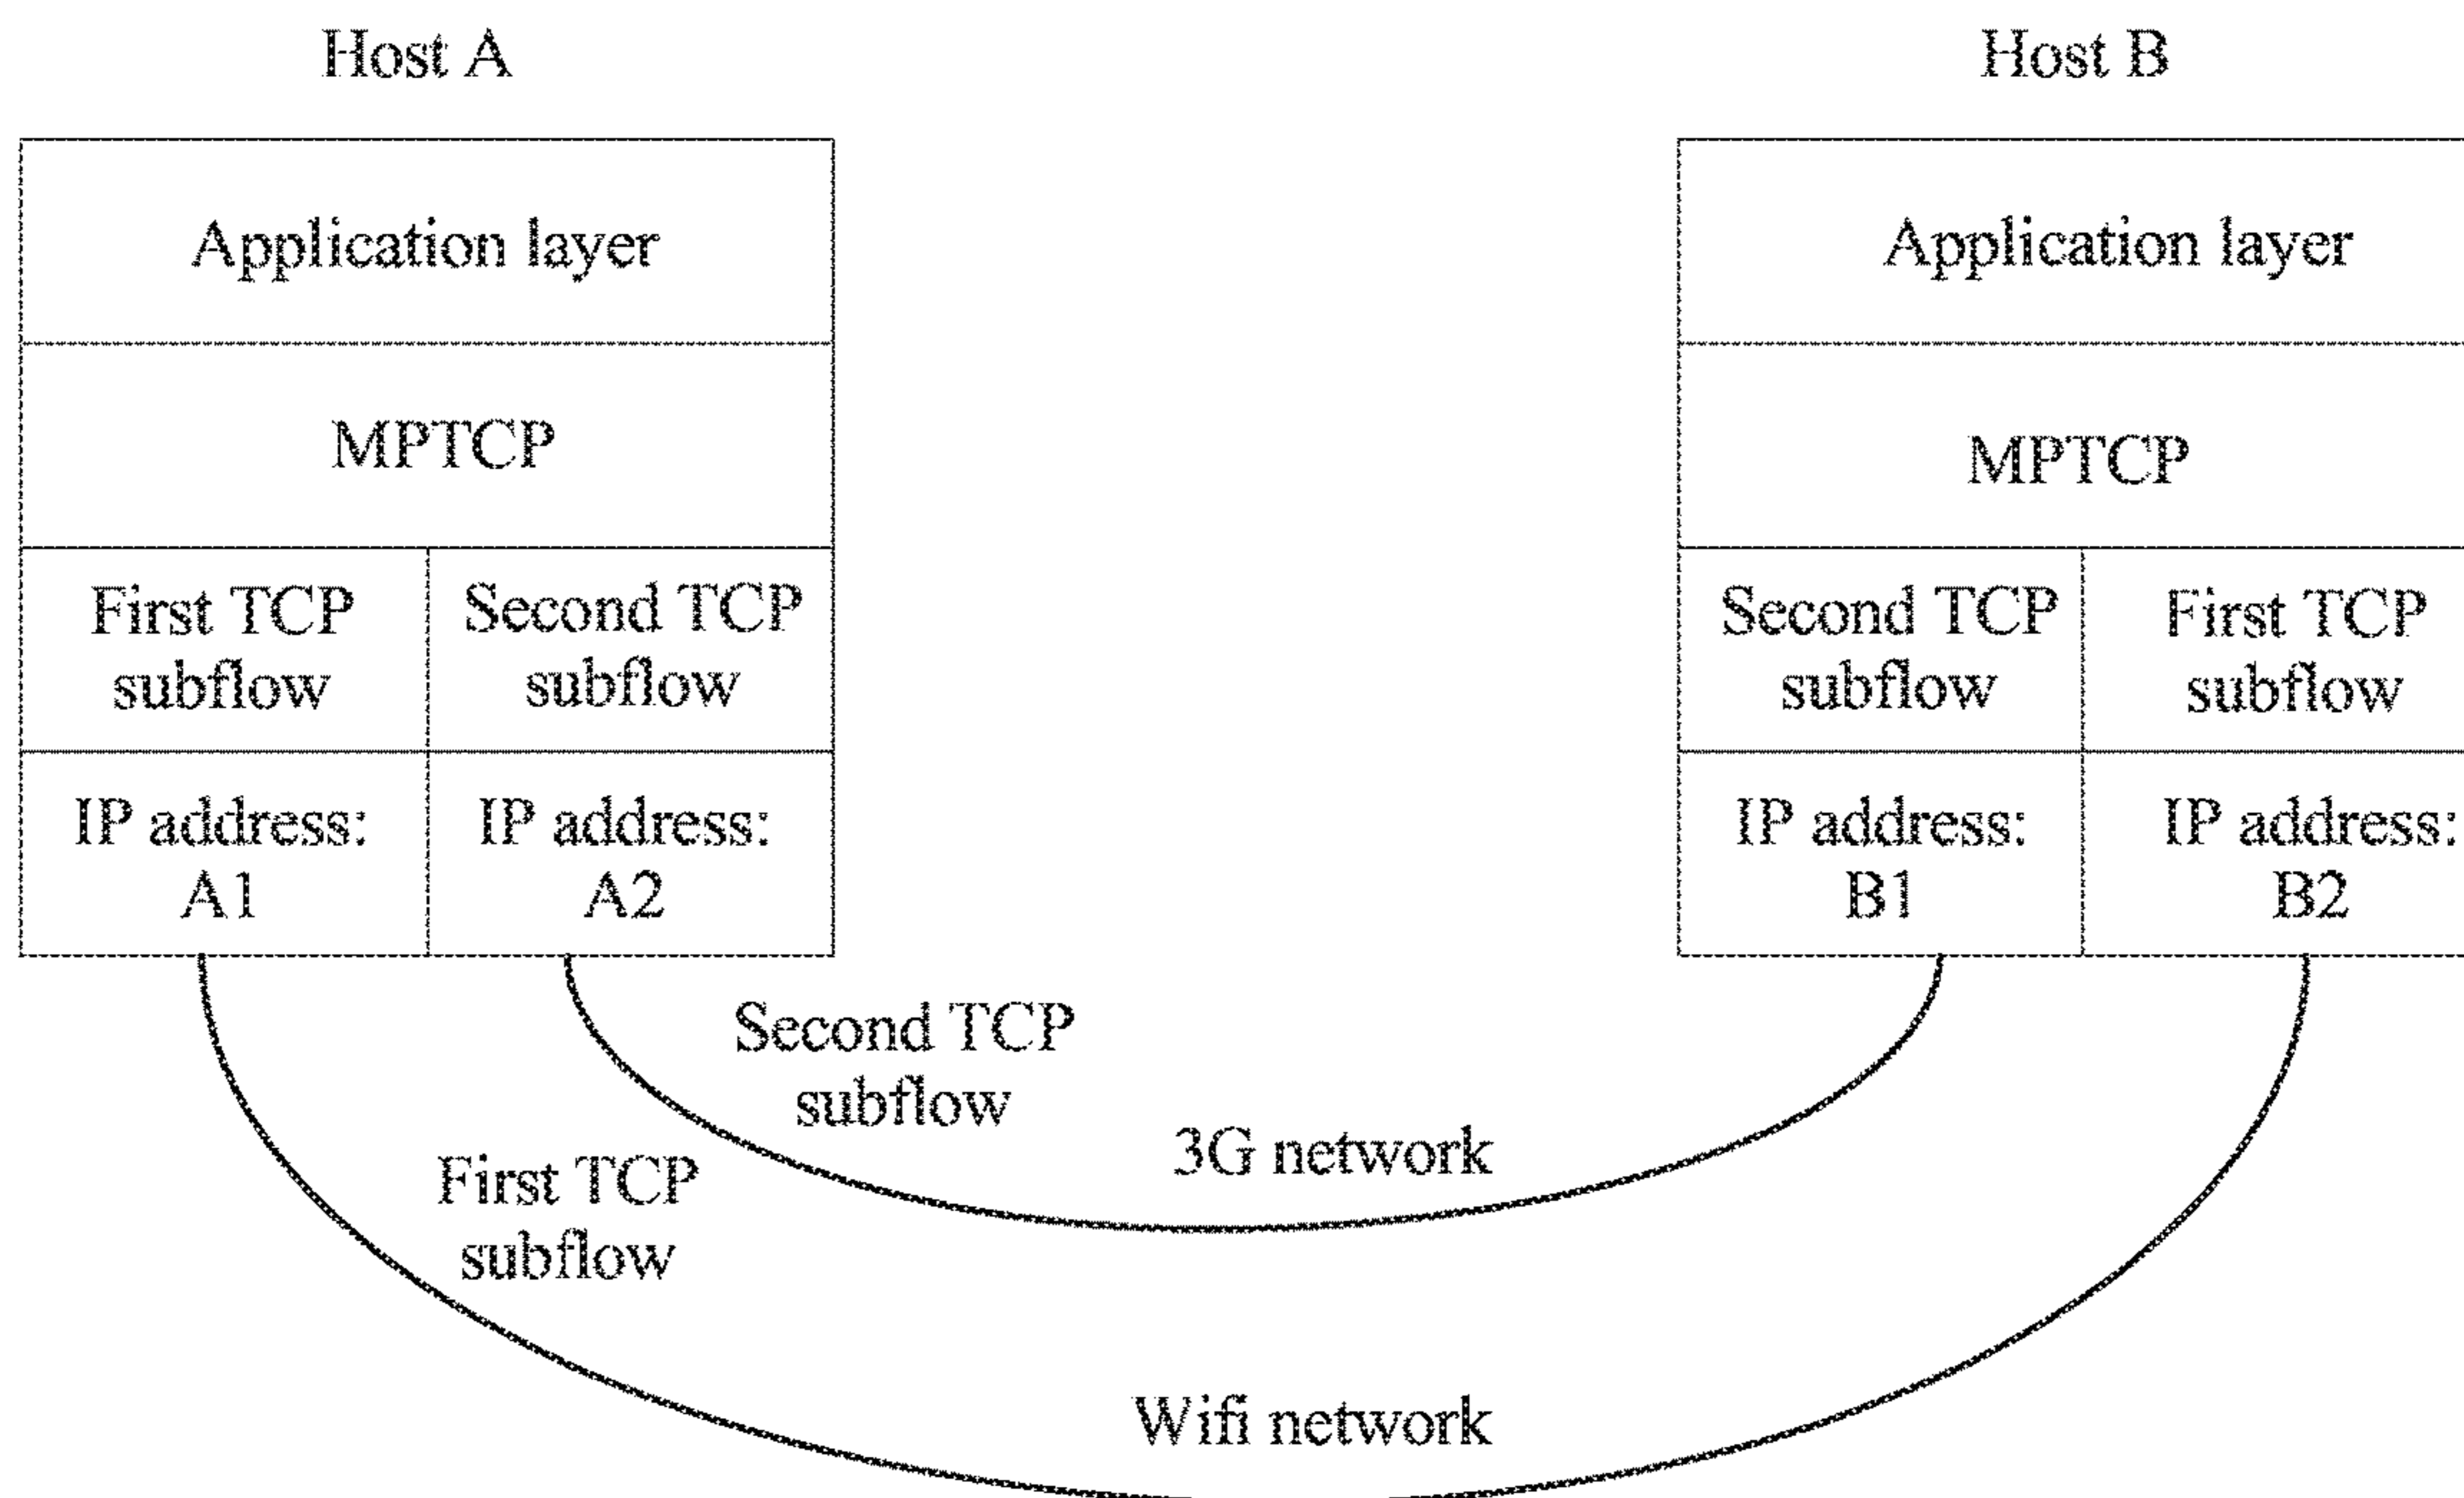 Host A
Host B
Application layer
MPTCP
First TCP
subflow
Second TCP
subflow
IP address:
A1
IP address:
A2
Application layer
MPTCP
Second TCP
subflow
First TCP
subflow
IP address:
B1
IP address:
B2
Second TCP
subflow
3G network
First TCP
subflow
Wifi network